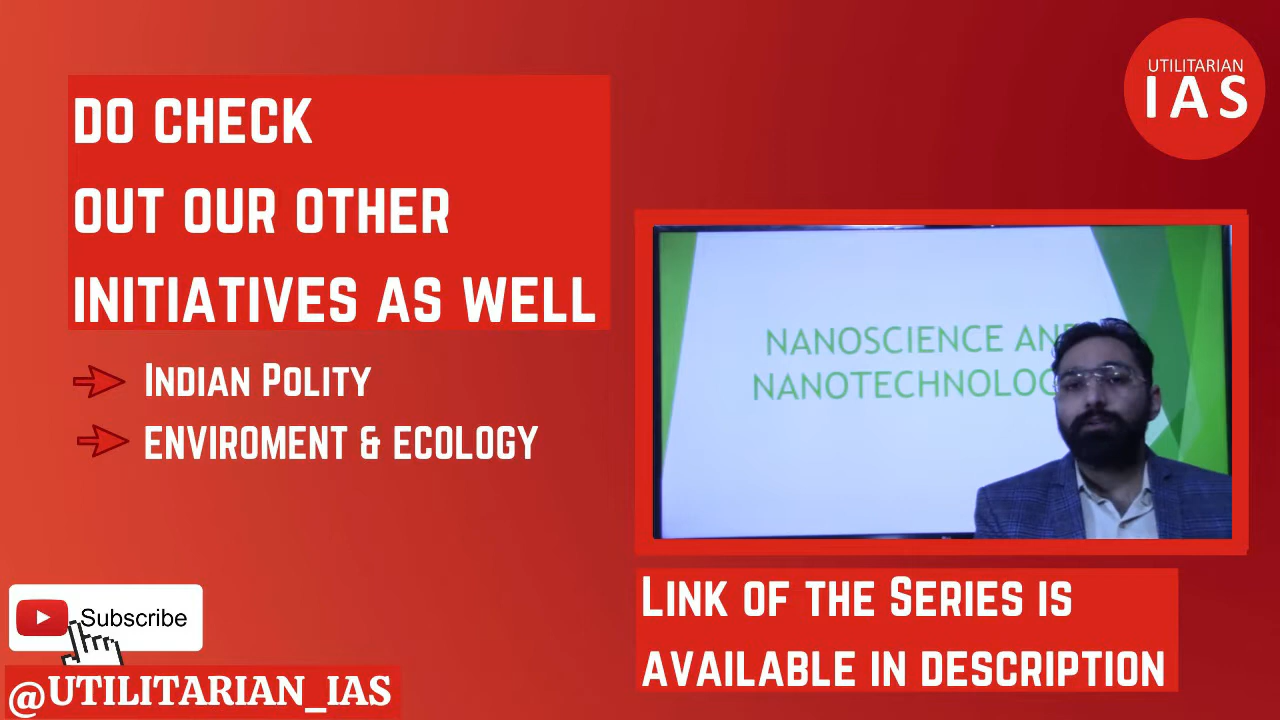 DO CHECK
OUT OUR OTHER
INITIATIVES AS WELL
INDIAN POLITY
ENVIROMENT & ECOLOGY
Subscribe
@UTILITARIAN_IAS
UTILITARIAN
IAS
NANOSCIENCE AN
NANOTECHNOLOG
LINK OF THE SERIES IS
AVAILABLE IN DESCRIPTION